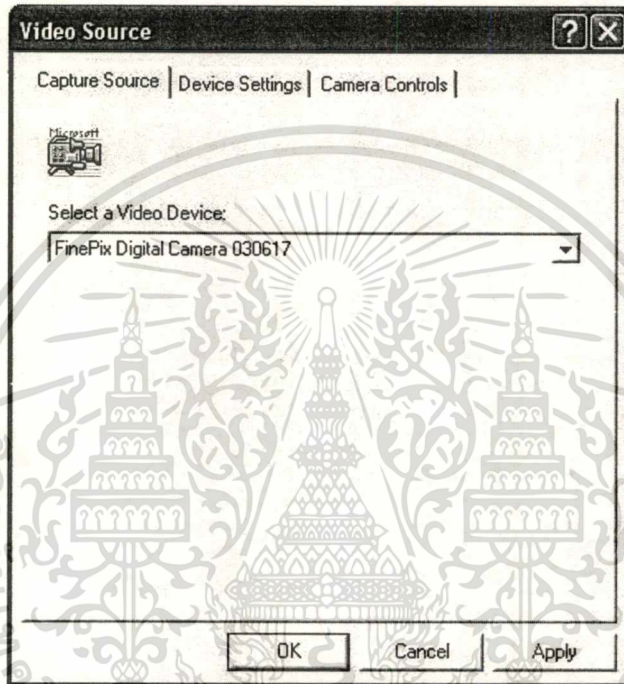 Video Source
Capture Source Device Settings Camera Controls
Microsoft
Select a Video Device:
FinePix Digital Camera 030617
OK Cancel Apply